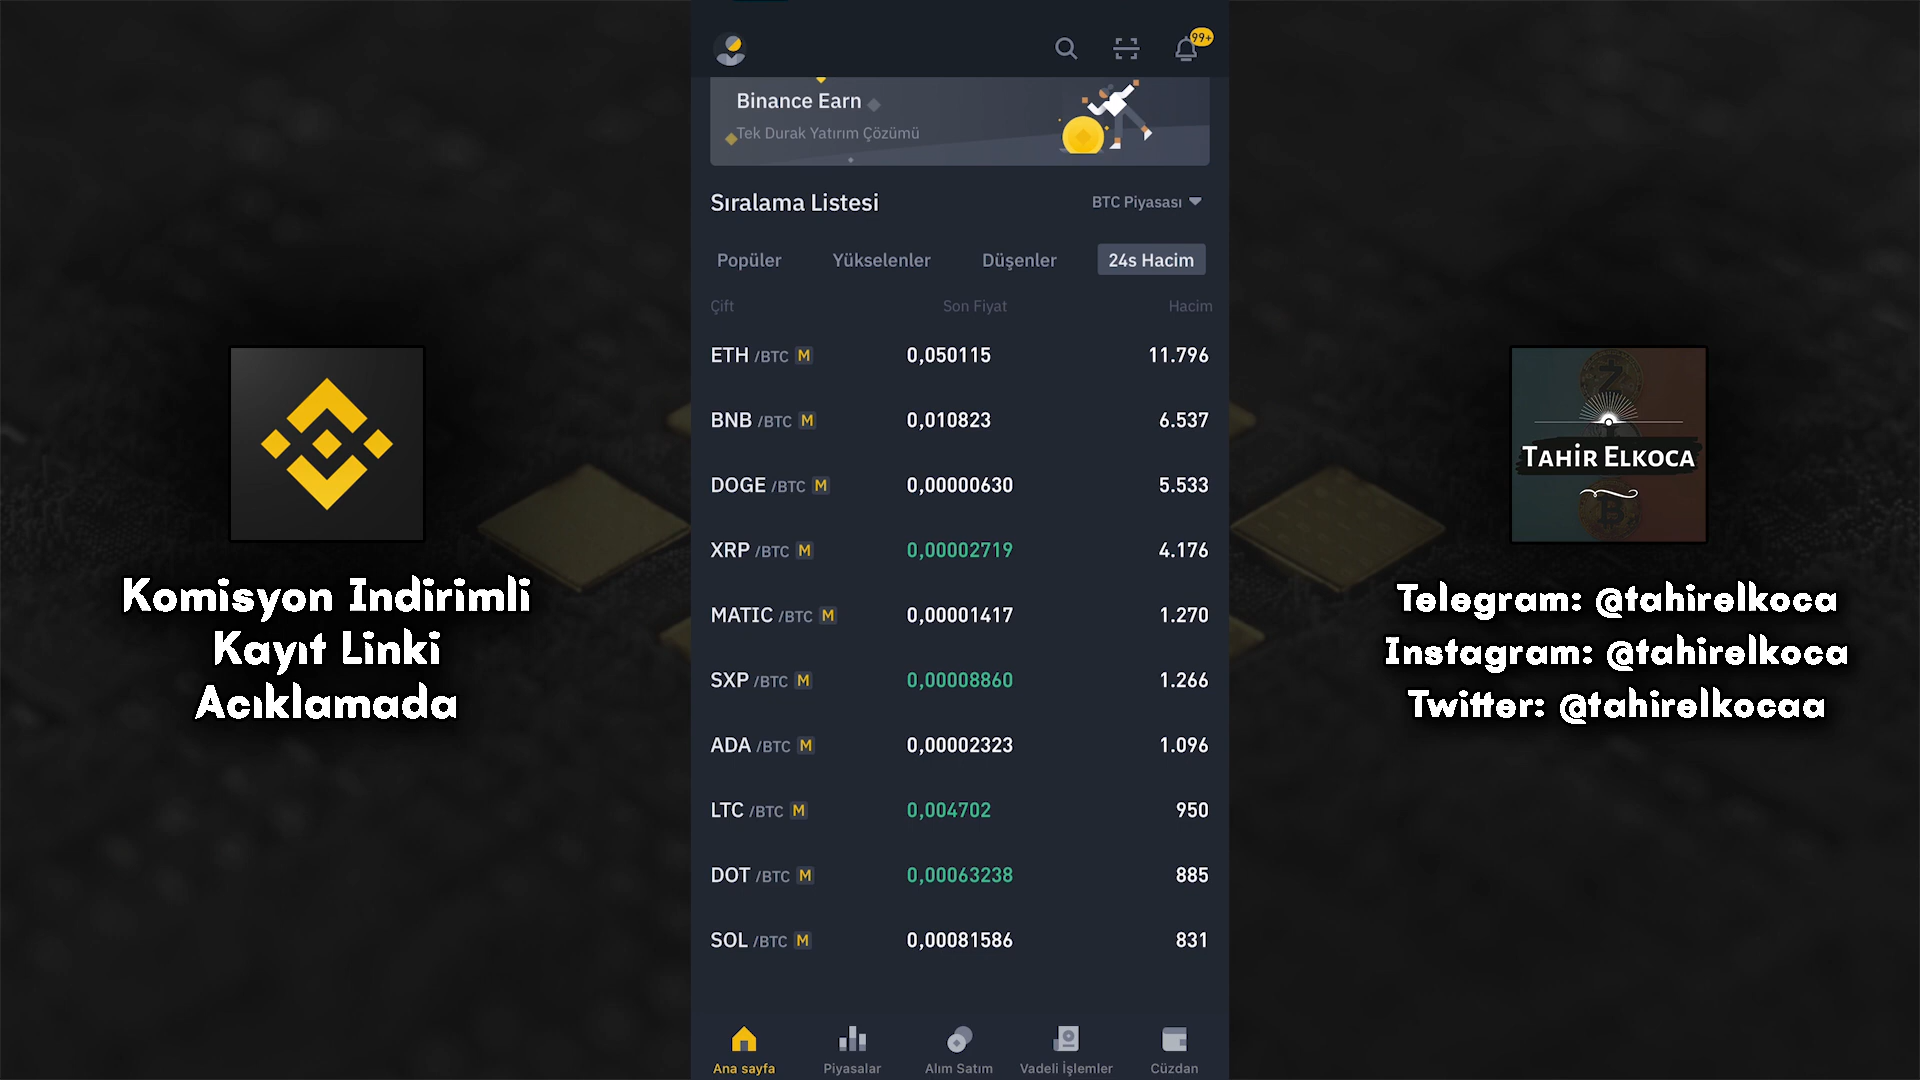 99+
Binance Earn
Tek Durak Yatırım Çözümü
Sıralama Listesi
BTC Piyasası
Popüler Yükselenler Düşenler 24s Hacim
Çift Son Fiyat Hacim
ETH /BTC M 0,050115 11.796
BNB /BTC M 0,010823 6.537
DOGE /BTC M 0,00000630 5.533
XRP /BTC M 0,00002719 4.176
MATIC /BTC M 0,00001417 1.270
SXP /BTC M 0,00008860 1.266
ADA /BTC M 0,00002323 1.096
LTC /BTC M 0,004702 950
DOT /BTC M 0,00063238 885
SOL /BTC M 0,00081586 831
Ana sayfa Piyasalar Alım Satım Vadeli İşlemler Cüzdan
Komisyon Indirimli
Kayıt Linki
Acıklamada
TAHİR ELKOCA
Telegram: @tahirelkoca
Instagram: @tahirelkoca
Twitter: @tahirelkocaa